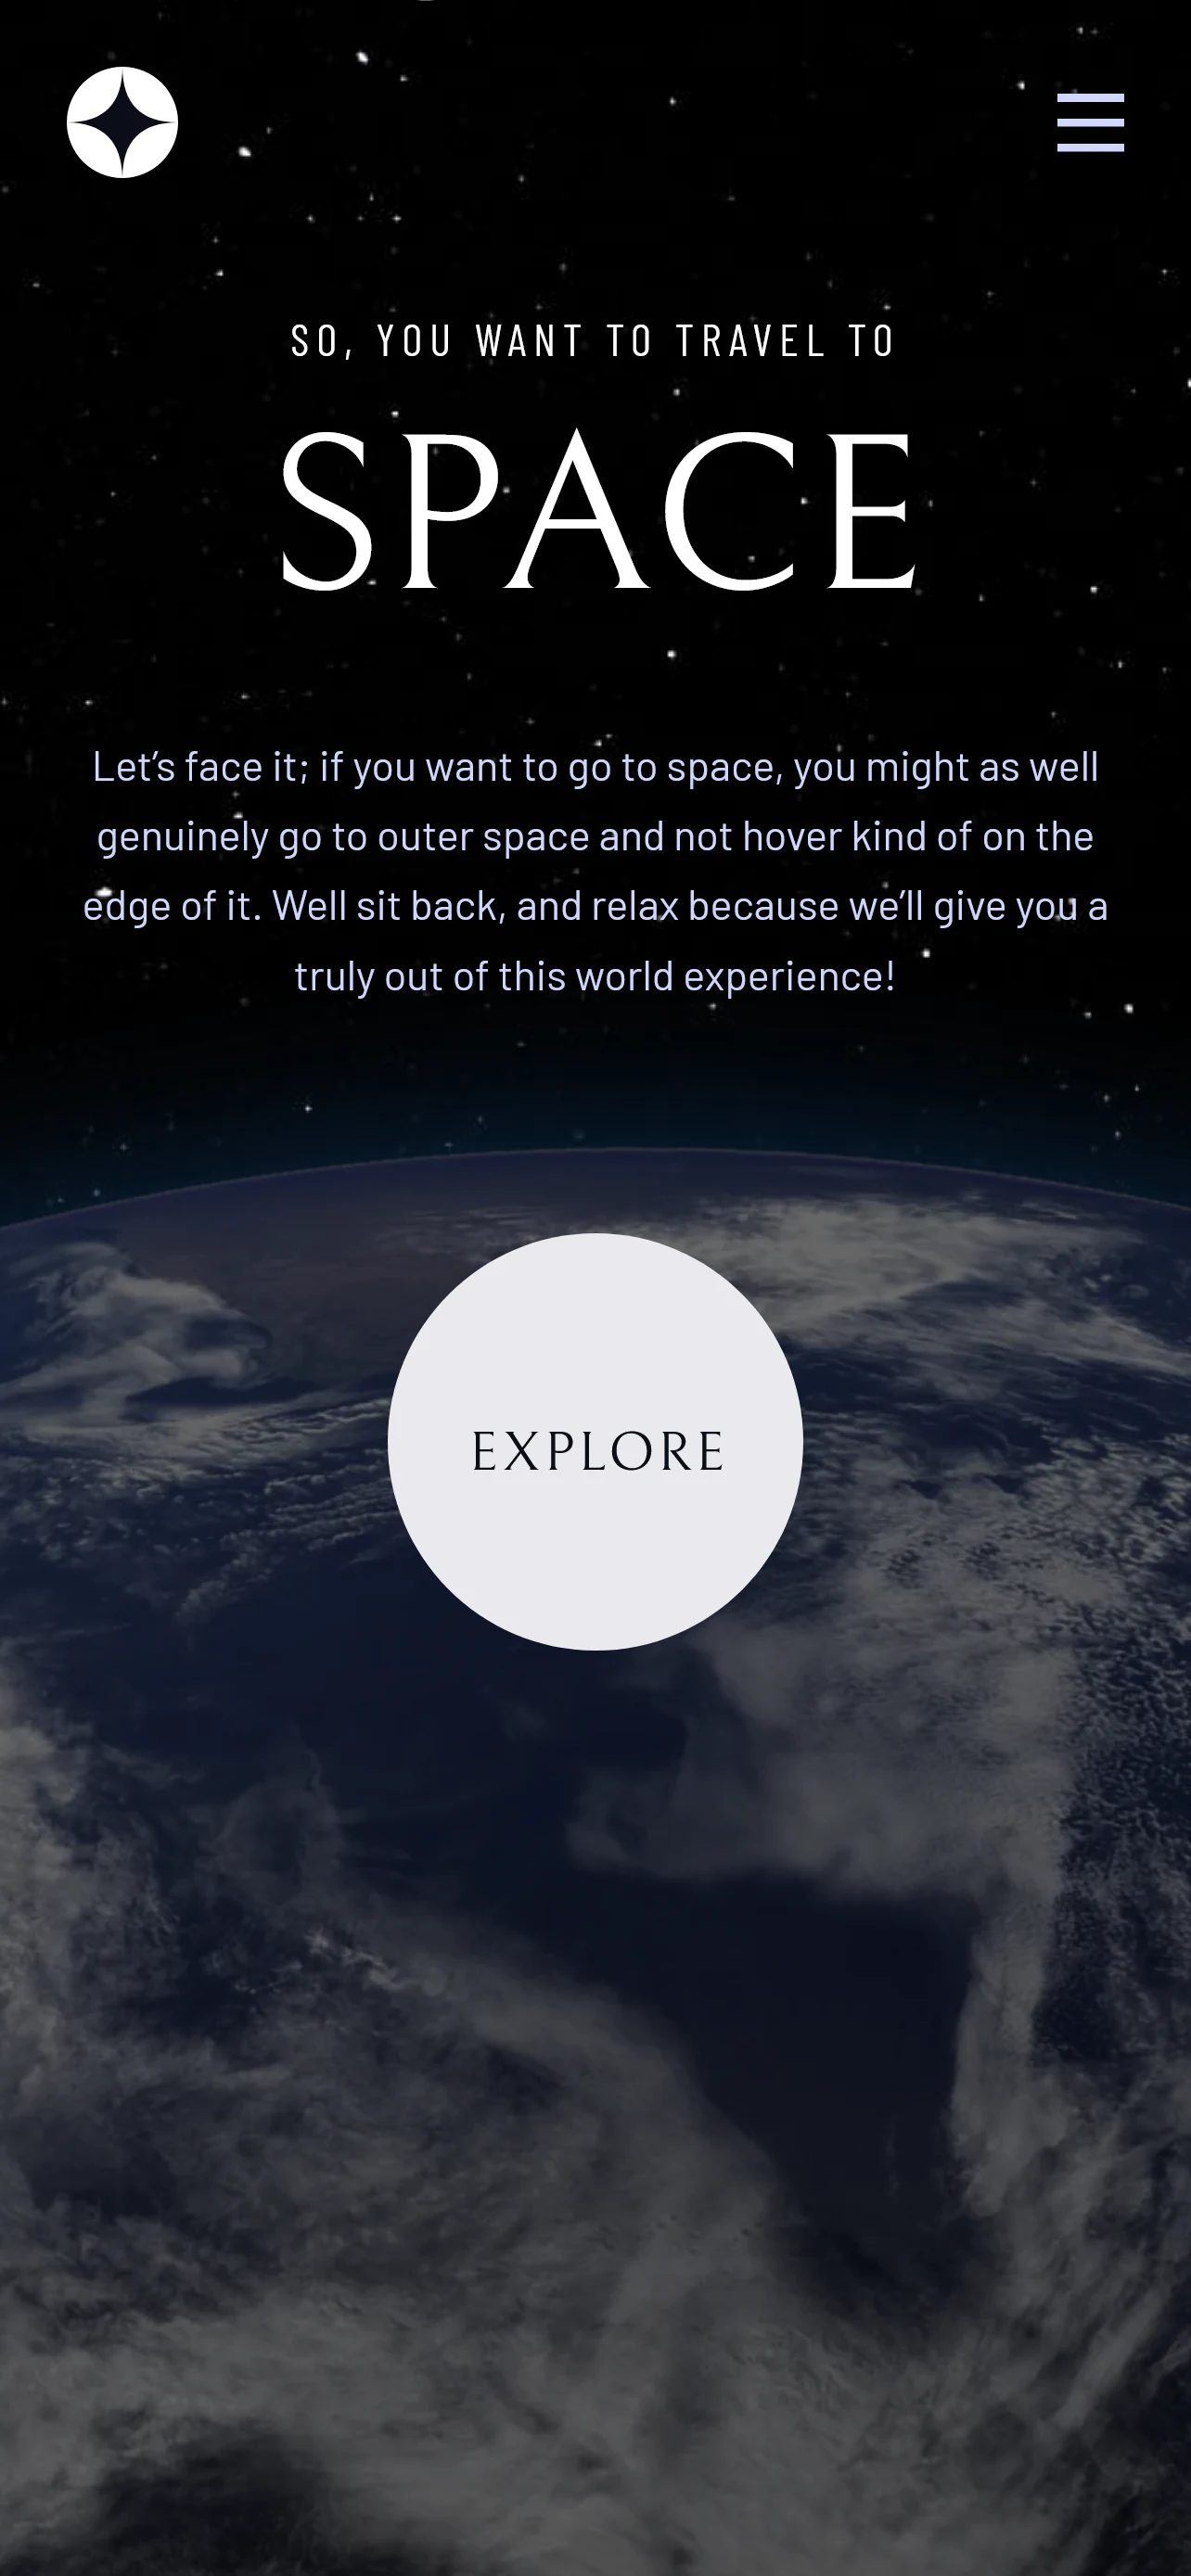 SO, YOU WANT TO TRAVEL TO
SPACE
Let’s face it; if you want to go to space, you might as well
genuinely go to outer space and not hover kind of on the
edge of it. Well sit back, and relax because we’ll give you a
truly out of this world experience!
EXPLORE